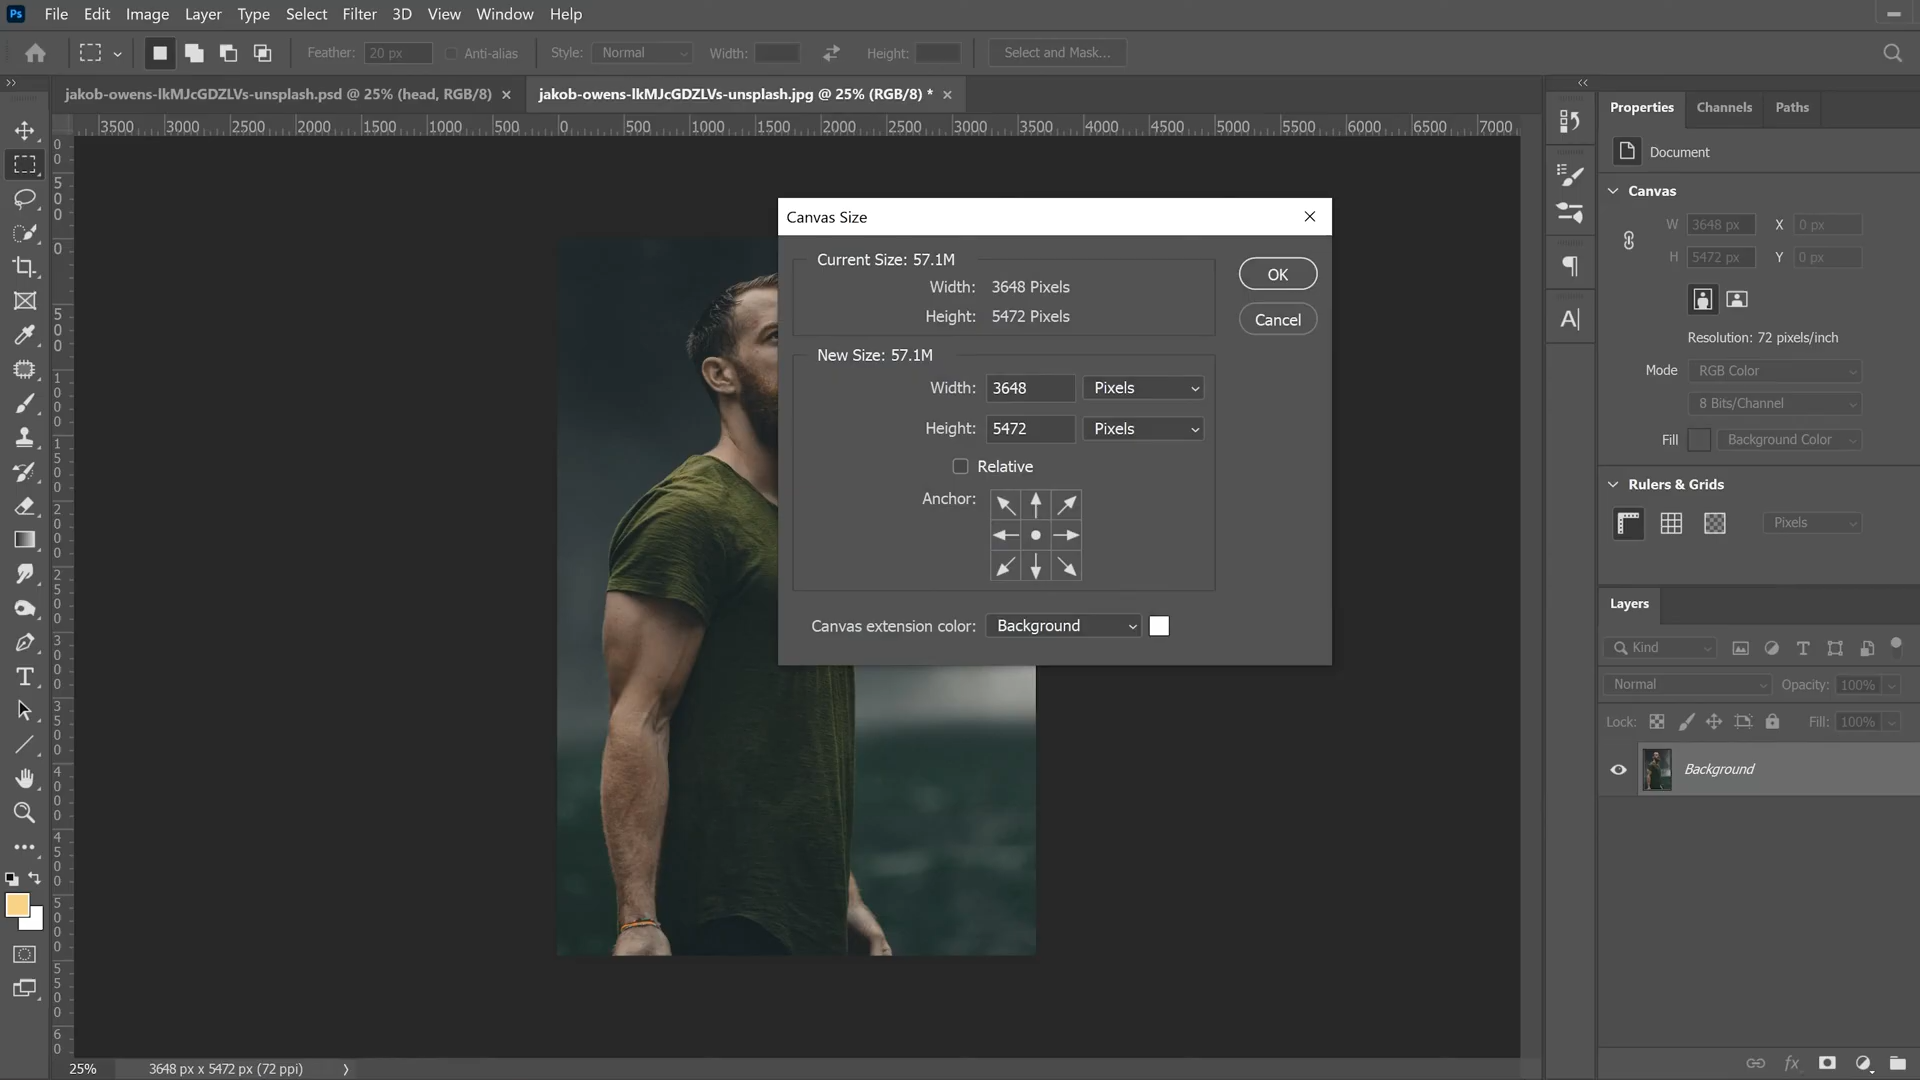 Ps File Edit Image Layer Type Select Filter 3D View Window Help
Feather: 20 px Anti-alias Style: Normal Width: Height: Select and Mask...
jakob-owens-lkMJcGDZLVs-unsplash.psd @ 25% (head, RGB/8) × jakob-owens-lkMJcGDZLVs-unsplash.jpg @ 25% (RGB/8) * ×
3500 3000 2500 2000 1500 1000 500 0 500 1000 1500 2000 2500 3000 3500 4000 4500 5000 5500 6000 6500 7000
Canvas Size
Current Size: 57.1M
Width: 3648 Pixels
Height: 5472 Pixels
OK
Cancel
New Size: 57.1M
Width: 3648 Pixels
Height: 5472 Pixels
Relative
Anchor:
Canvas extension color: Background
Properties Channels Paths
Document
Canvas
W 3648 px X 0 px
H 5472 px Y 0 px
Resolution: 72 pixels/inch
Mode RGB Color
8 Bits/Channel
Fill Background Color
Rulers & Grids
Pixels
Layers
Kind
Normal Opacity: 100%
Lock: Fill: 100%
Background
25% 3648 px x 5472 px (72 ppi)